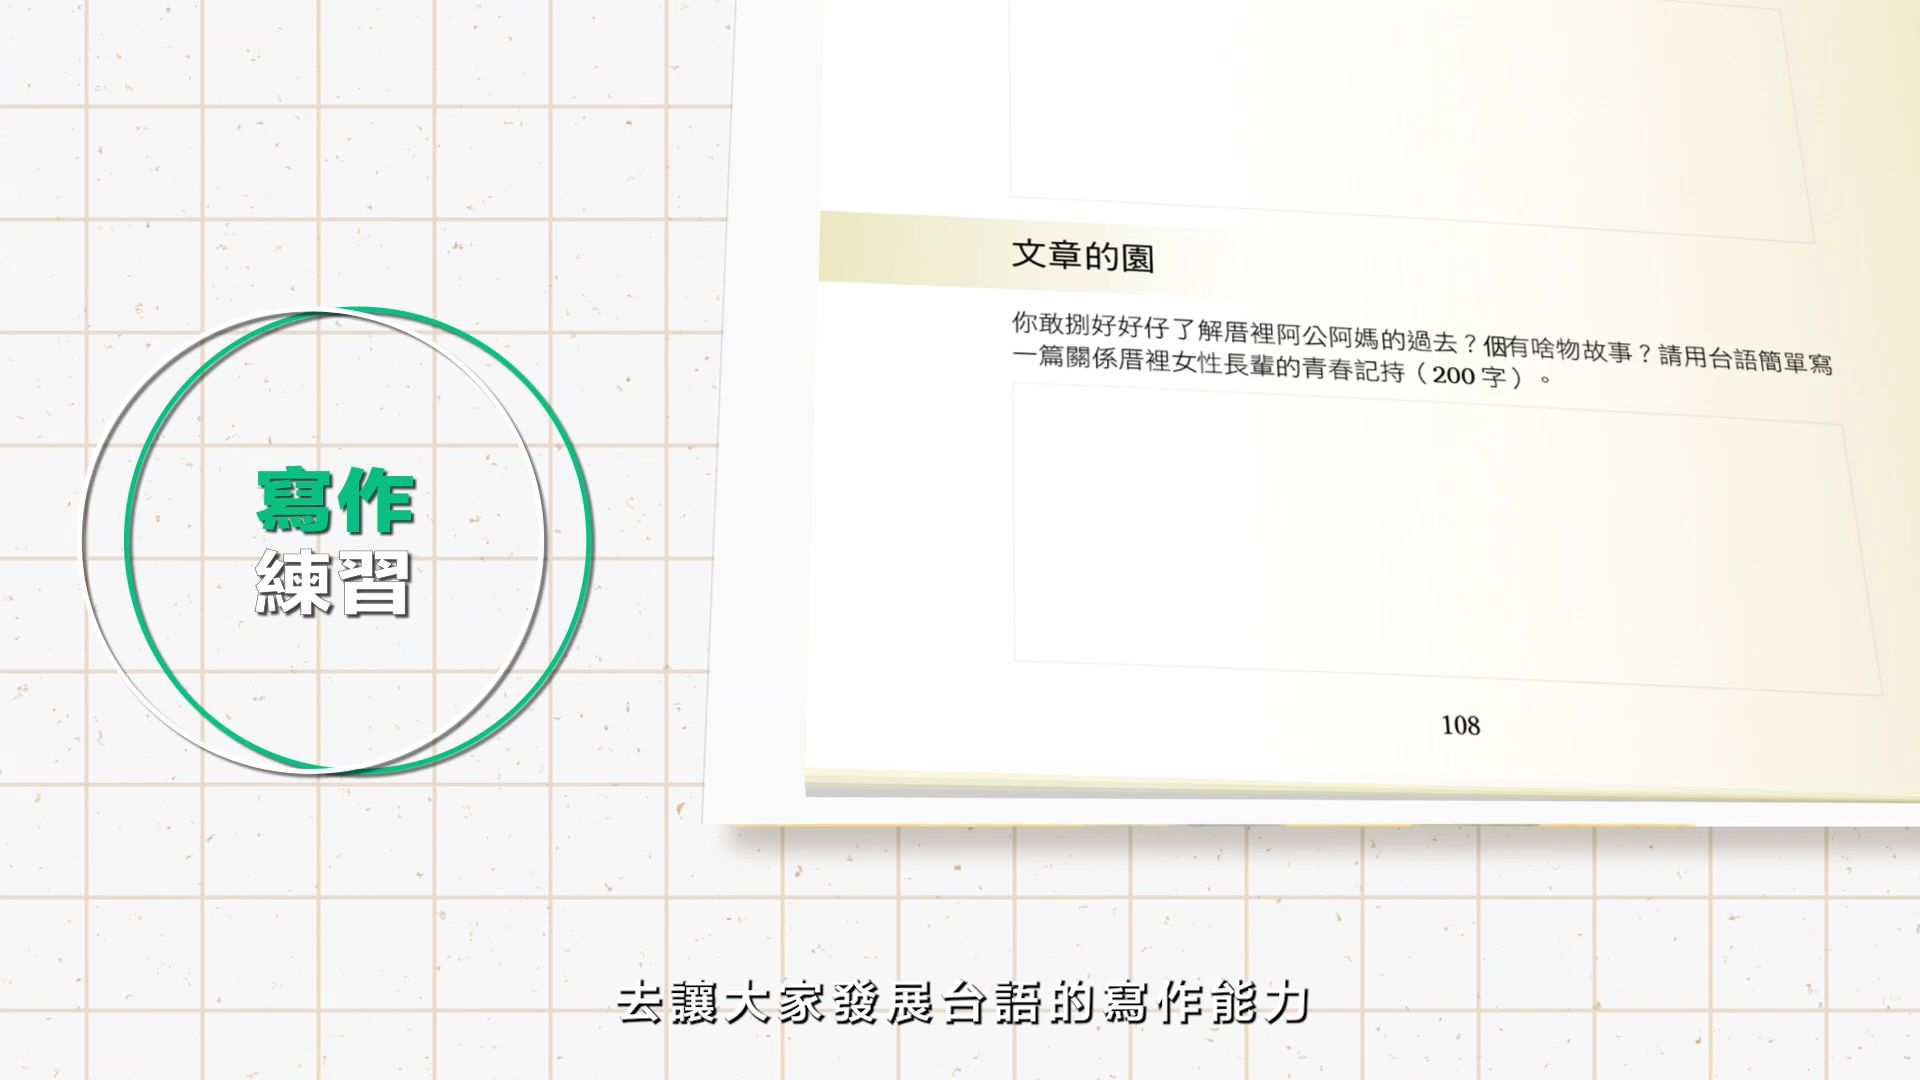 寫作
練習
文章的園
你敢捌好好仔了解厝裡阿公阿媽的過去？個有啥物故事？請用台語簡單寫
一篇關係厝裡女性長輩的青春記持（200 字）。
108
去讓大家發展台語的寫作能力